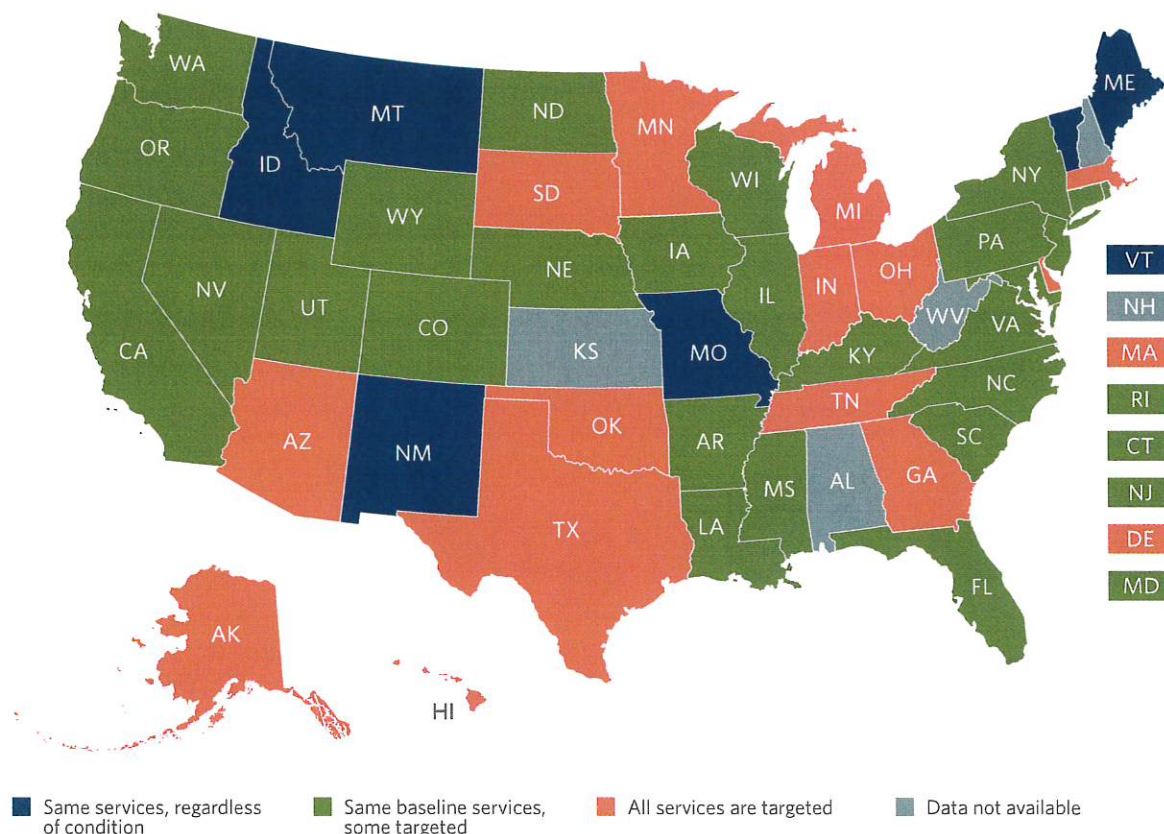 WA
MT
ND
MN
ME
OR
ID
SD
WI
MI
NY
WY
IA
PA
NE
NV
UT
CO
IL
IN
OH
WV
VA
CA
KS
MO
KY
NC
TN
AZ
NM
OK
AR
SC
MS
AL
GA
TX
LA
FL
AK
HI
VT
NH
MA
RI
CT
NJ
DE
MD
Same services, regardless
of condition
Same baseline services,
some targeted
All services are targeted
Data not available